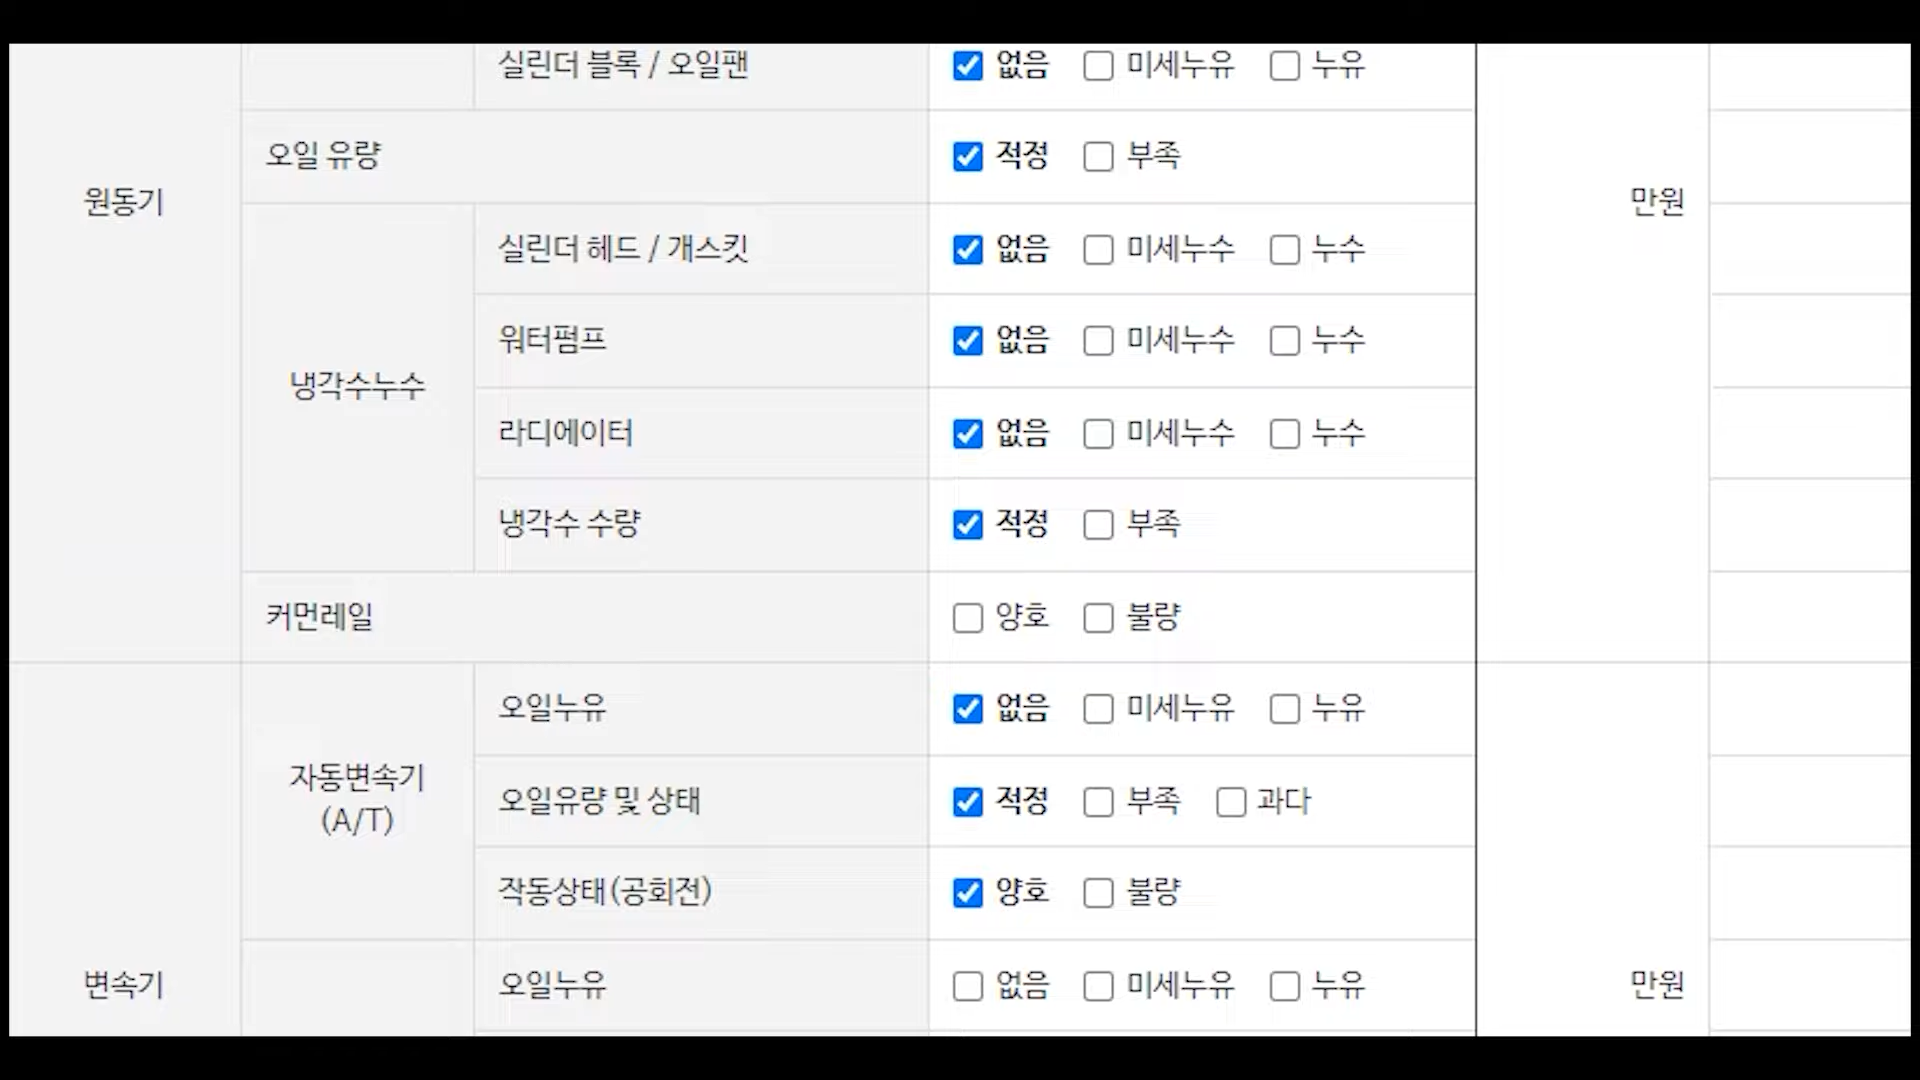 실린더 블록 / 오일팬 없음 미세누유 누유
오일 유량 적정 부족
원동기 만원
실린더 헤드 / 개스킷 없음 미세누수 누수
워터펌프 없음 미세누수 누수
냉각수누수
라디에이터 없음 미세누수 누수
냉각수 수량 적정 부족
커먼레일 양호 불량
오일누유 없음 미세누유 누유
자동변속기
(A/T)
오일유량 및 상태 적정 부족 과다
작동상태(공회전) 양호 불량
변속기 오일누유 없음 미세누유 누유 만원